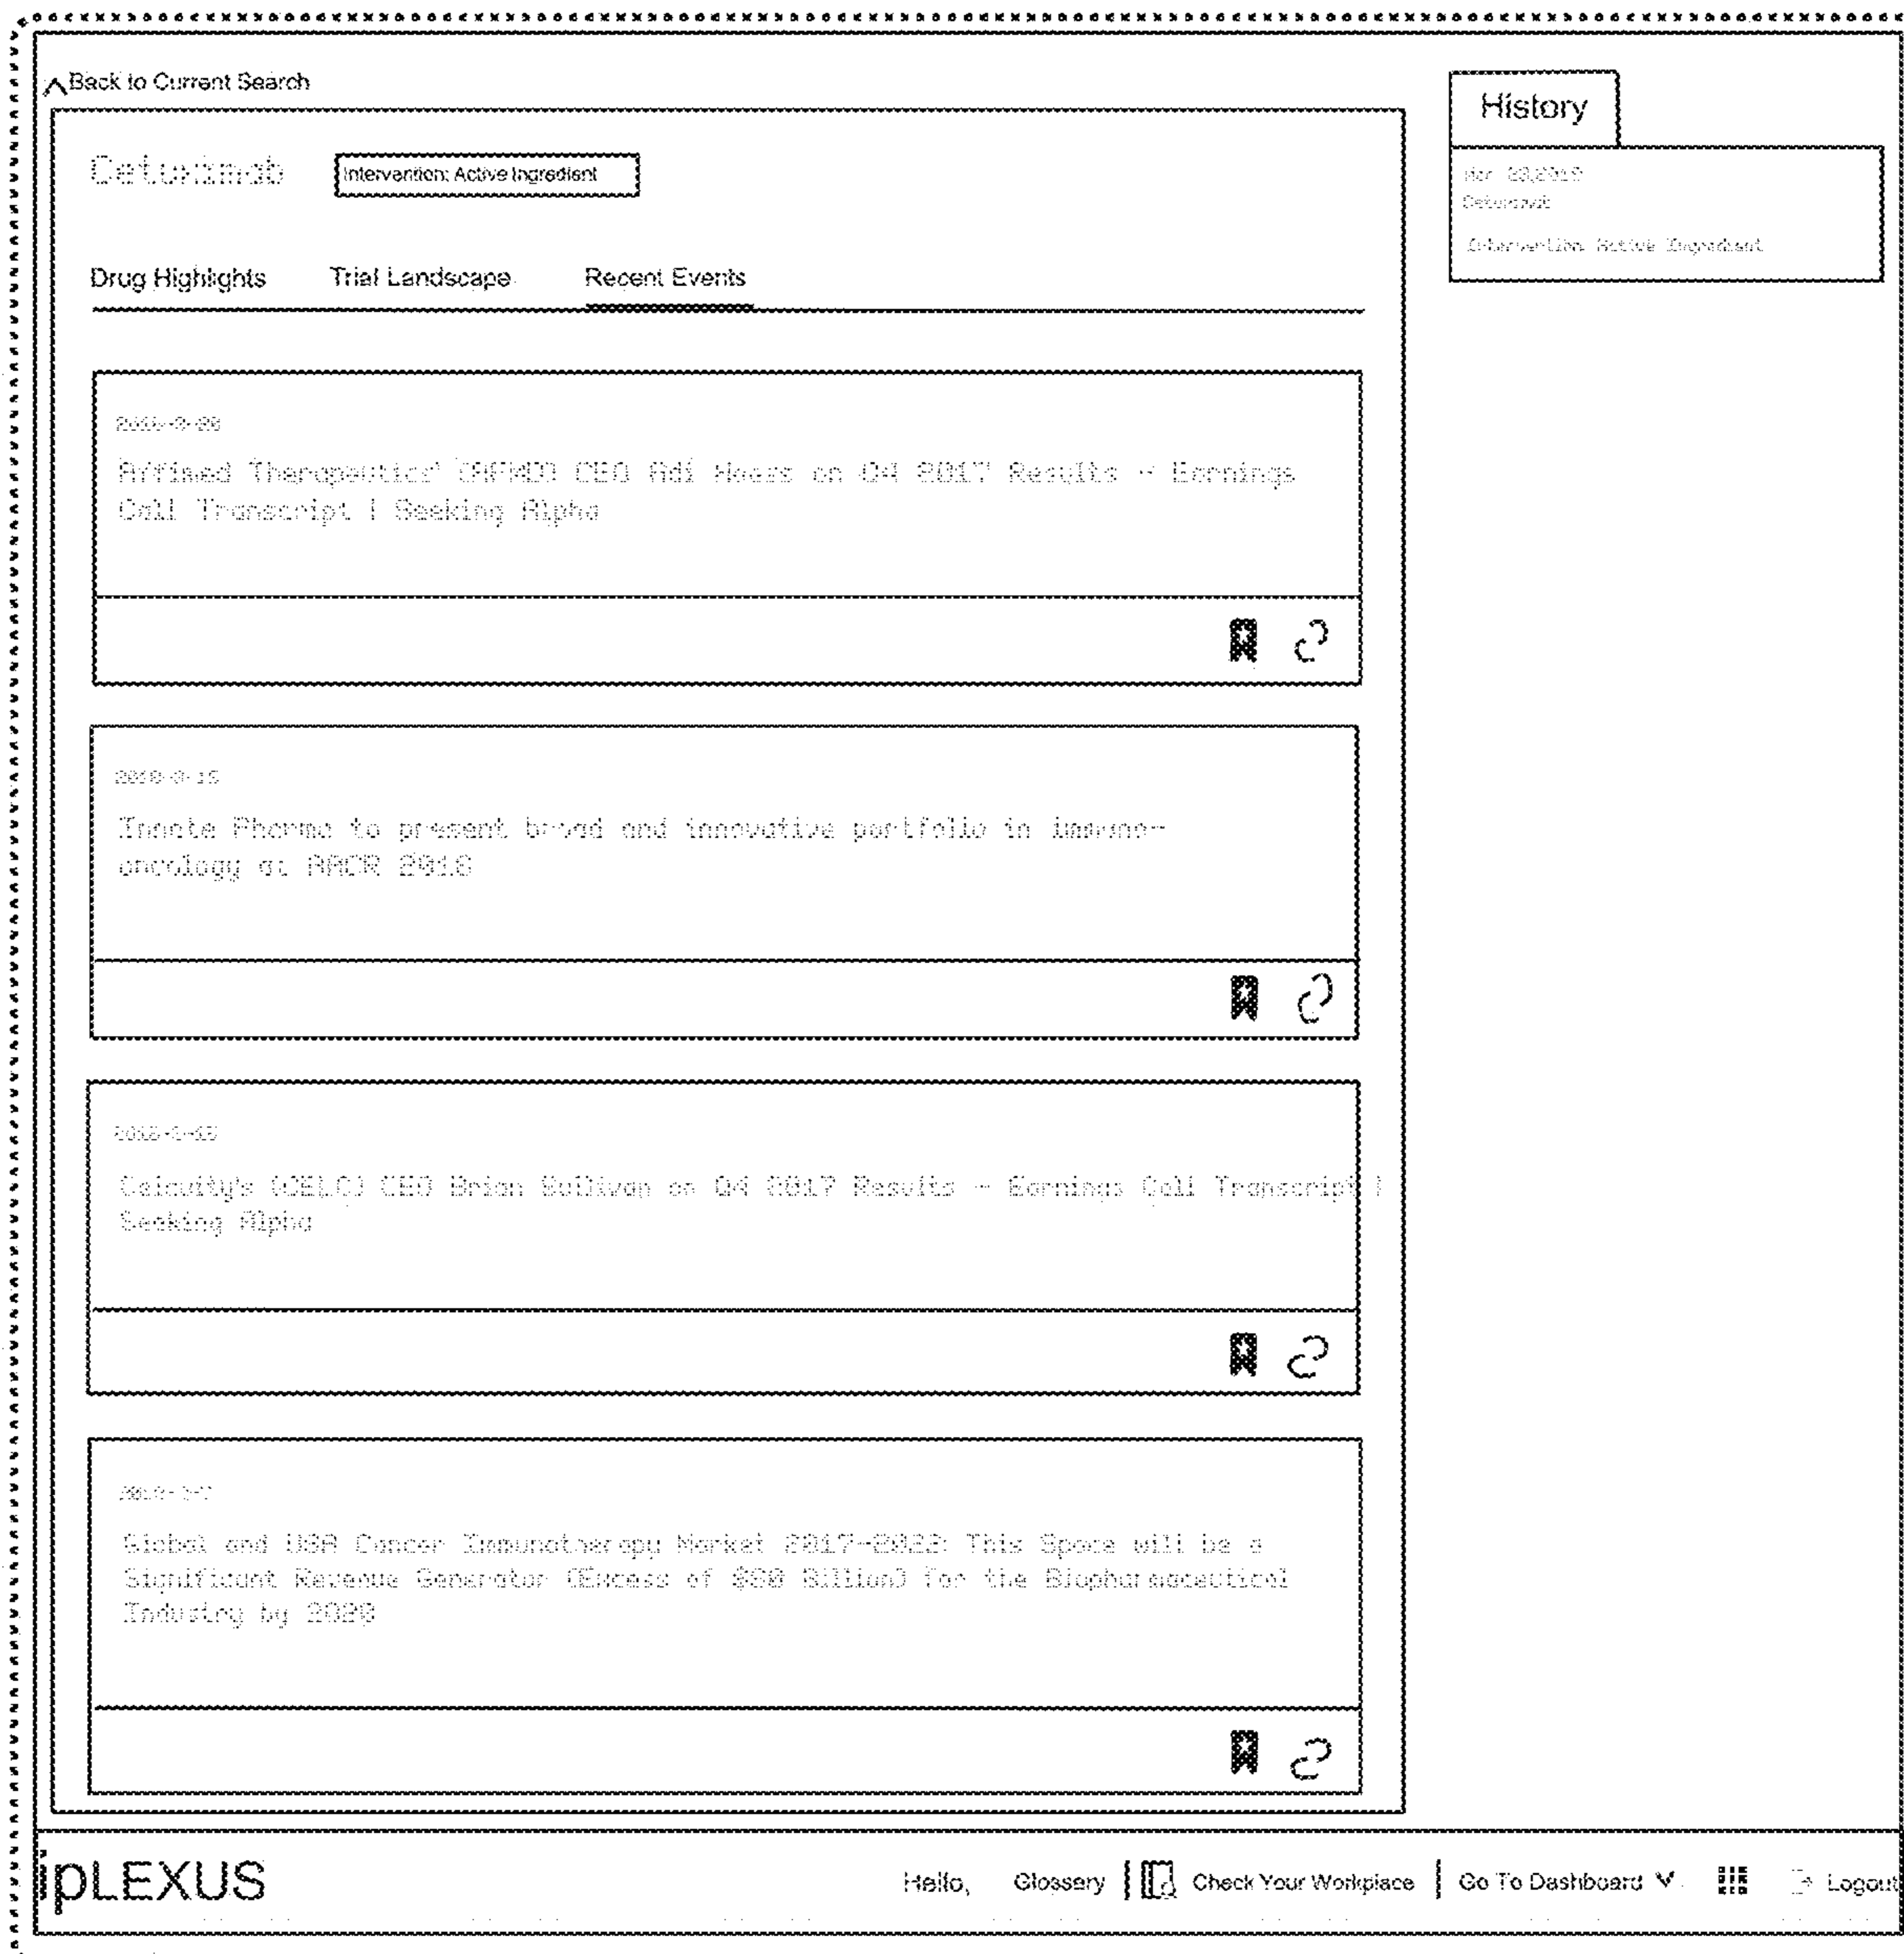 Back to Current Search
History
Cetuximab
Intervention: Active Ingredient
Cetuximab
Intervention Active Ingredient
Drug Highlights
Trial Landscape
Recent Events
Affimed Therapeutics' (AFMD) CEO Adi on Q4 2017 Results - Earnings
Call Transcript | Seeking Alpha
Innate Pharma to present broad and innovative portfolio in immuno-
oncology at AACR
Celcuity's (CELC) CEO Brian Sullivan on Q4 2017 Results - Earnings Call Transcript |
Seeking Alpha
Global and USA Cancer Immunotherapy Market This Space will be a
Significant Revenue Generator (Excess of Billion) for the Biopharmaceutical
Industry by
ipLEXUS
Hello,
Glossary
Check Your Workplace
Go To Dashboard
Logout